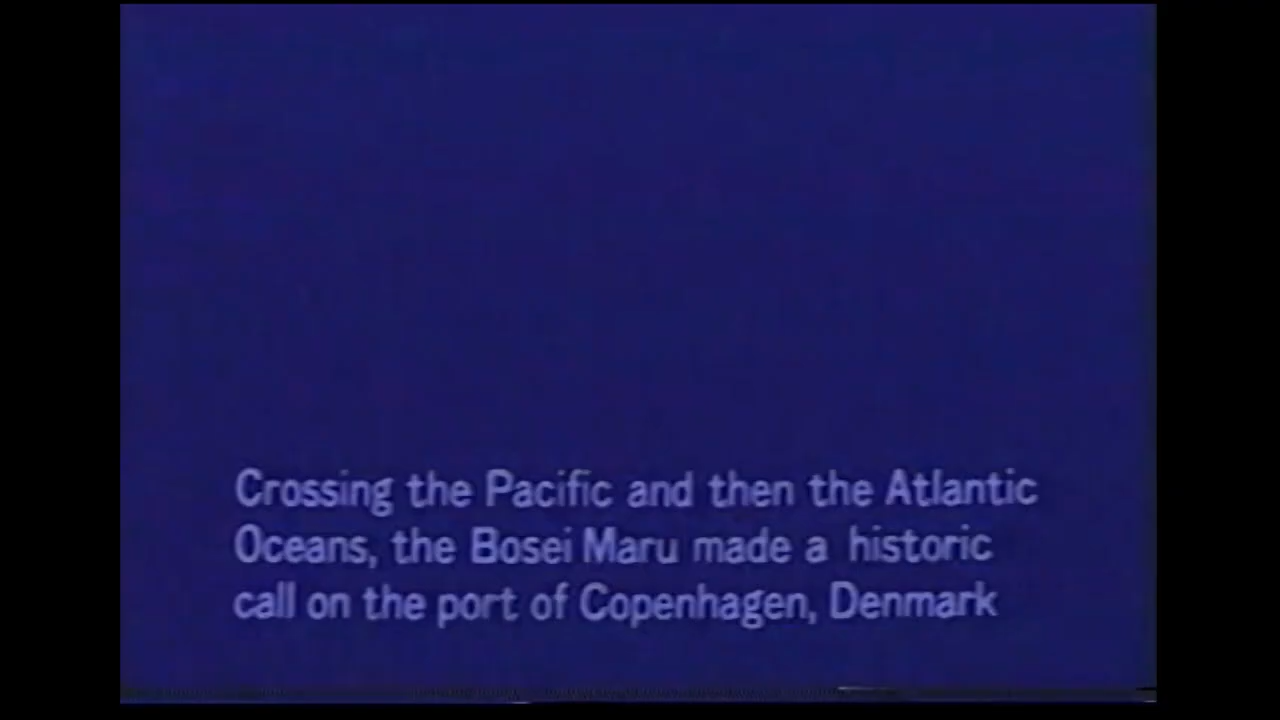 Crossing the Pacific and then the Atlantic
Oceans, the Bosei Maru made a historic
call on the port of Copenhagen, Denmark